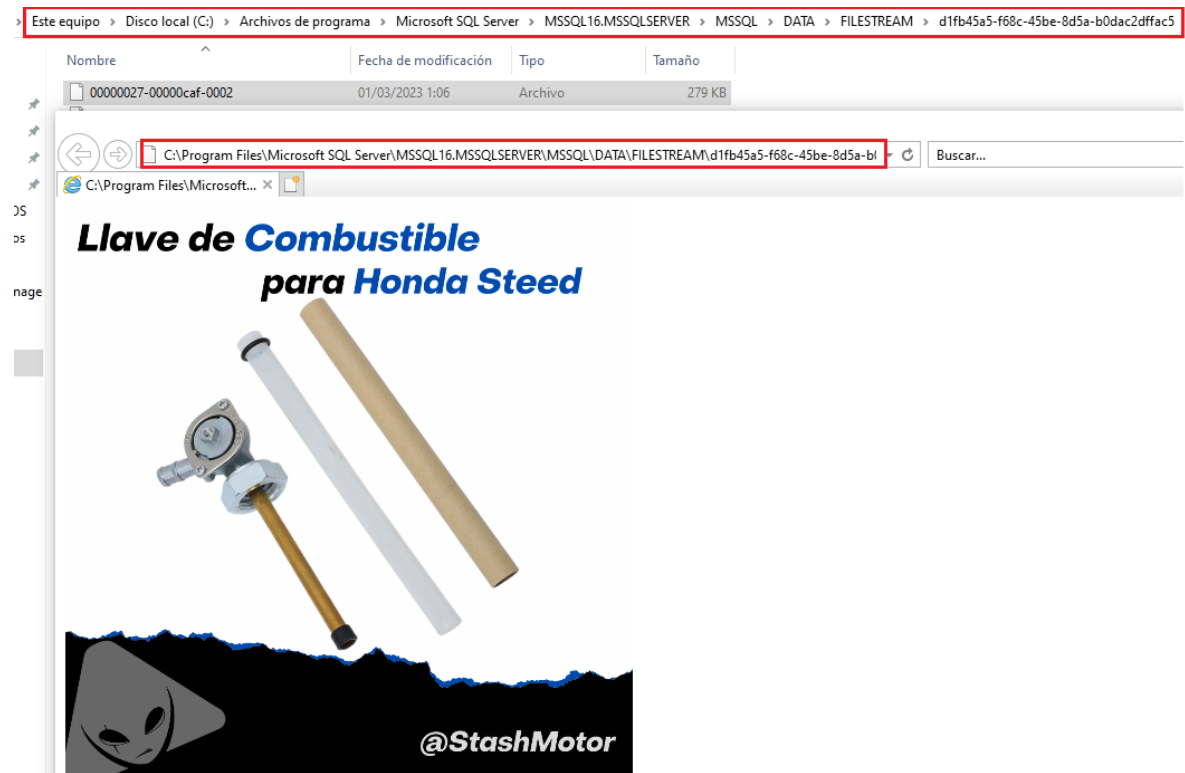 Este equipo > Disco local (C:) > Archivos de programa > Microsoft SQL Server > MSSQL16.MSSQLSERVER > MSSQL > DATA > FILESTREAM > d1fb45a5-f68c-45be-8d5a-b0dac2dffac5
Nombre Fecha de modificación Tipo Tamaño
00000027-00000caf-0002 01/03/2023 1:06 Archivo 279 KB
C:\Program Files\Microsoft SQL Server\MSSQL16.MSSQLSERVER\MSSQL\DATA\FILESTREAM\d1fb45a5-f68c-45be-8d5a-b(
Buscar...
C:\Program Files\Microsoft...
OS
os
nage
Llave de Combustible
para Honda Steed
@StashMotor